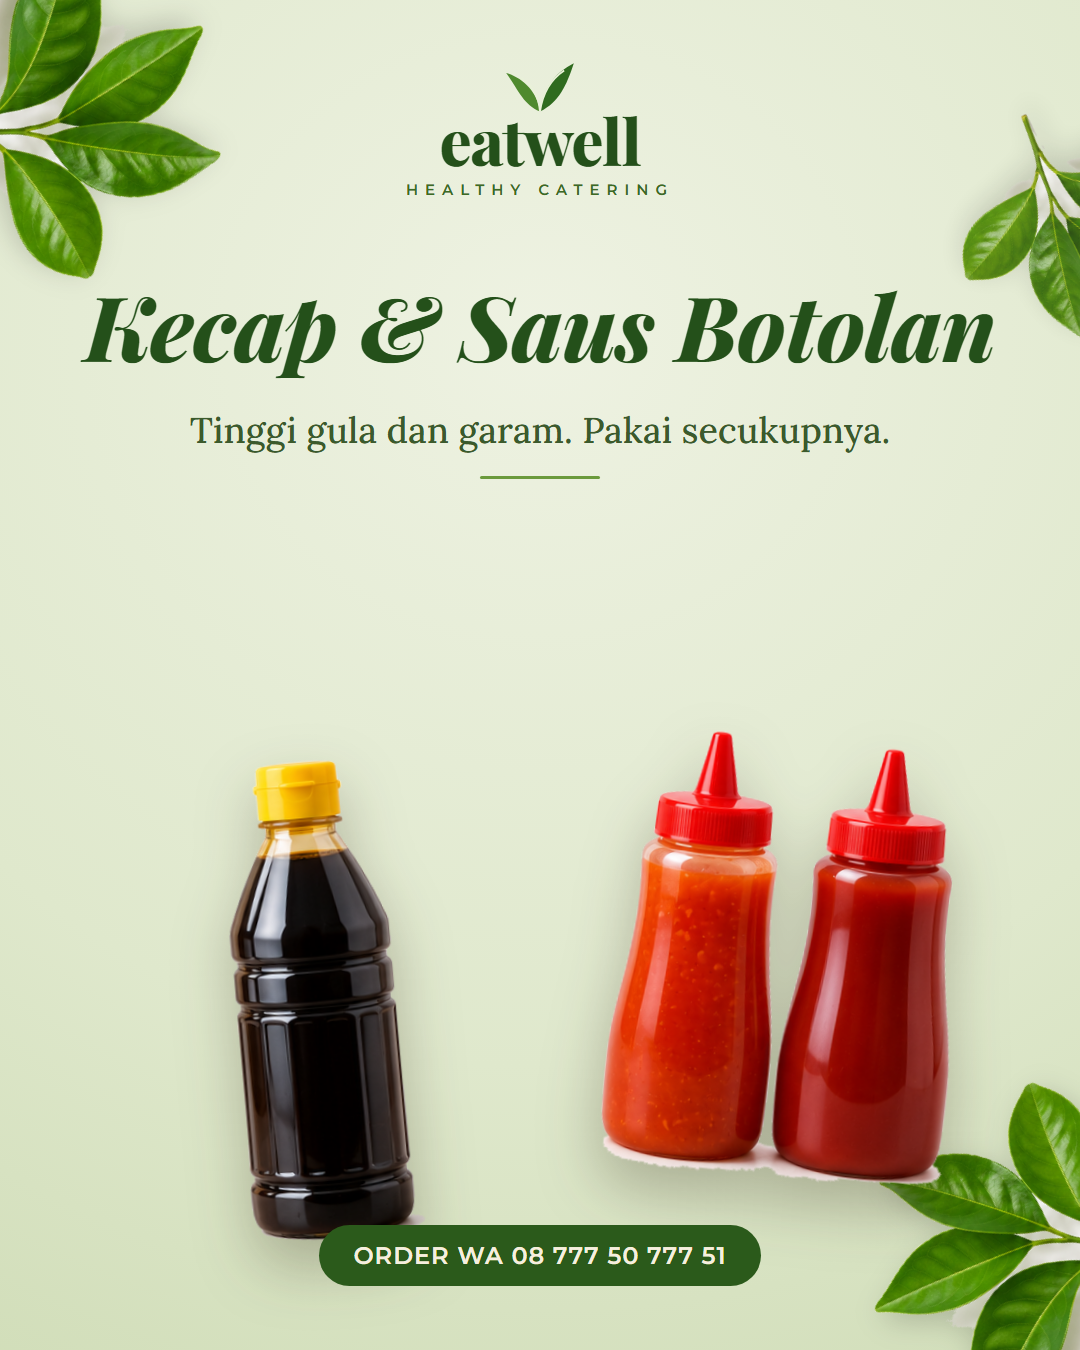 eatwell
HEALTHY CATERING
Kecap & Saus Botolan
Tinggi gula dan garam. Pakai secukupnya.
ORDER WA 08 777 50 777 51